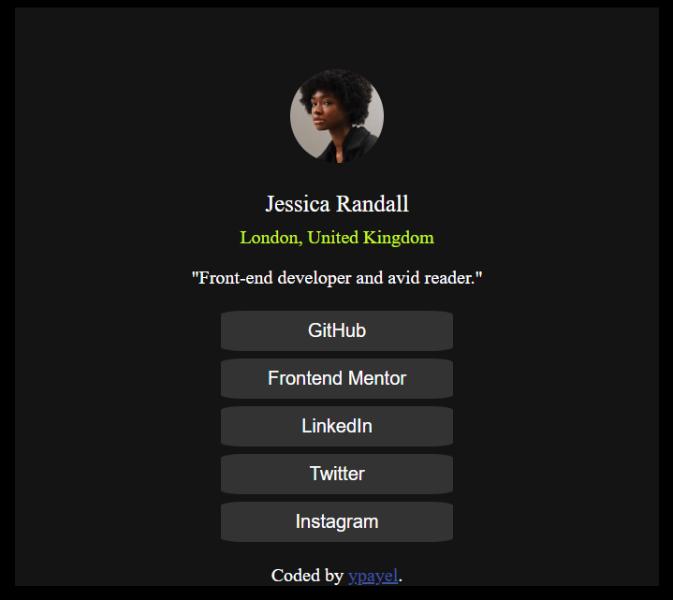 Jessica Randall
London, United Kingdom
"Front-end developer and avid reader."
GitHub
Frontend Mentor
LinkedIn
Twitter
Instagram
Coded by ypayel.